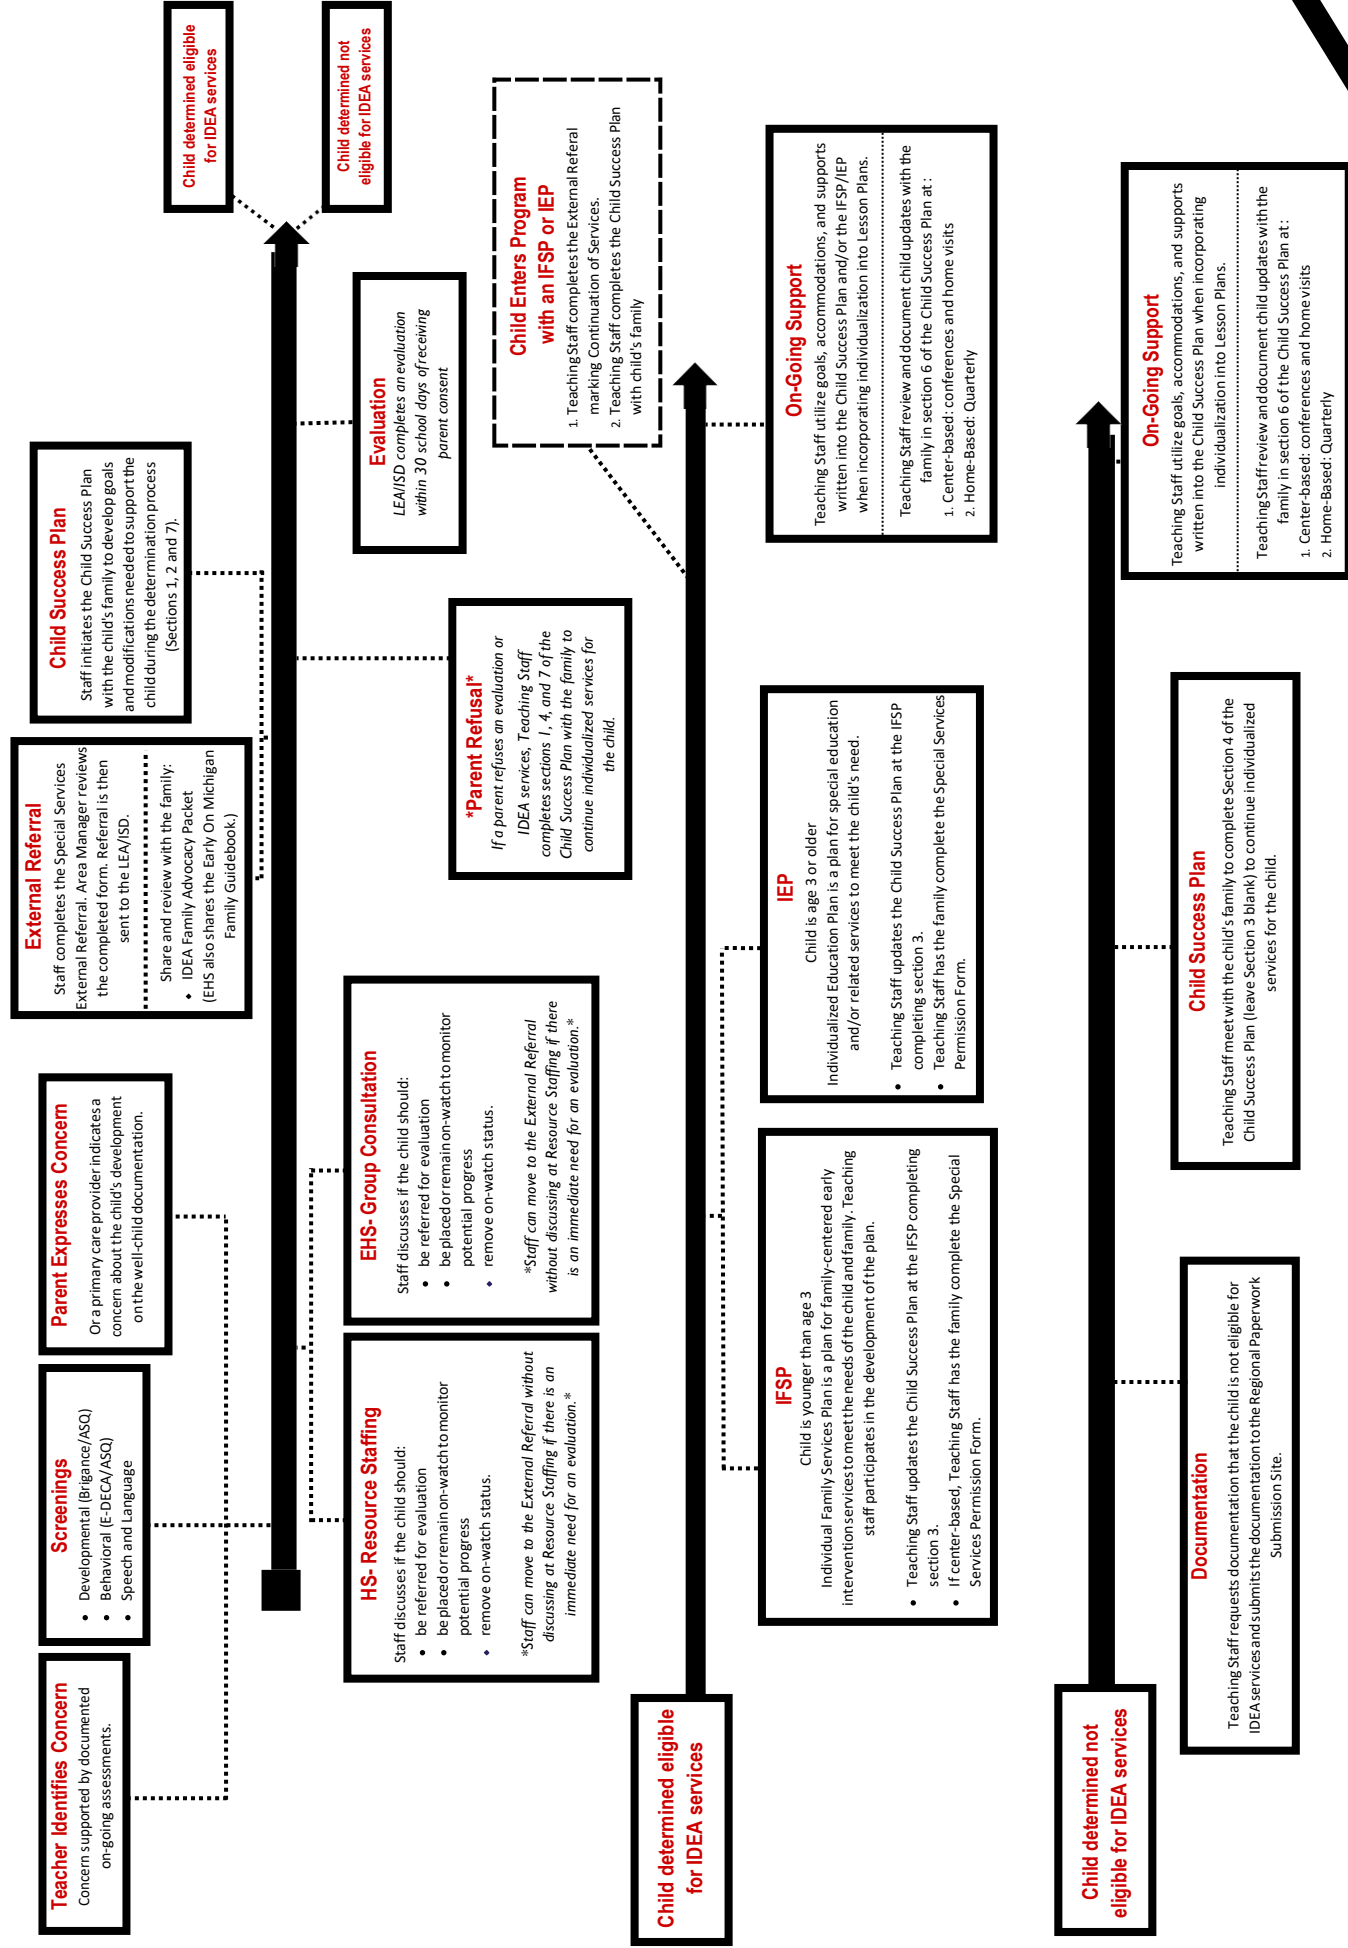 Teacher Identifies Concern
Concern supported by documented
on-going assessments.
Screenings
• Developmental (Brigance/ASQ)
• Behavioral (E-DECA/ASQ)
• Speech and Language
Parent Expresses Concern
Or a primary care provider indicates a
concern about the child's development
on the well-child documentation.
External Referral
Staff completes the Special Services
External Referral. Area Manager reviews
the completed form. Referral is then
sent to the LEA/ISD.
Share and review with the family:
• IDEA Family Advocacy Packet
(EHS also shares the Early On Michigan
Family Guidebook.)
Child Success Plan
Staff initiates the Child Success Plan
with the child's family to develop goals
and modifications needed to support the
child during the determination process
(Sections 1, 2 and 7).
Child determined eligible
for IDEA services
Child determined not
eligible for IDEA services
HS- Resource Staffing
Staff discusses if the child should:
• be referred for evaluation
• be placed or remain on-watch to monitor
potential progress
• remove on-watch status.
*Staff can move to the External Referral without
discussing at Resource Staffing if there is an
immediate need for an evaluation.*
EHS- Group Consultation
Staff discusses if the child should:
• be referred for evaluation
• be placed or remain on-watch to monitor
potential progress
• remove on-watch status.
*Staff can move to the External Referral
without discussing at Resource Staffing if there
is an immediate need for an evaluation.*
*Parent Refusal*
If a parent refuses an evaluation or
IDEA services, Teaching Staff
completes sections 1, 4, and 7 of the
Child Success Plan with the family to
continue individualized services for
the child.
Evaluation
LEA/ISD completes an evaluation
within 30 school days of receiving
parent consent
Child Enters Program
with an IFSP or IEP
1. Teaching Staff completes the External Referal
marking Continuation of Services.
2. Teaching Staff completes the Child Success Plan
with child's family
Child determined eligible
for IDEA services
IFSP
Child is younger than age 3
Individual Family Services Plan is a plan for family-centered early
intervention services to meet the needs of the child and family. Teaching
staff participates in the development of the plan.
• Teaching Staff updates the Child Success Plan at the IFSP completing
section 3.
• If center-based, Teaching Staff has the family complete the Special
Services Permission Form.
IEP
Child is age 3 or older
Individualized Education Plan is a plan for special education
and/or related services to meet the child's need.
• Teaching Staff updates the Child Success Plan at the IFSP
completing section 3.
• Teaching Staff has the family complete the Special Services
Permission Form.
On-Going Support
Teaching Staff utilize goals, accommodations, and supports
written into the Child Success Plan and/or the IFSP/IEP
when incorporating individualization into Lesson Plans.
Teaching Staff review and document child updates with the
family in section 6 of the Child Success Plan at :
1. Center-based: conferences and home visits
2. Home-Based: Quarterly
Child determined not
eligible for IDEA services
Documentation
Teaching Staff requests documentation that the child is not eligible for
IDEA services and submits the documentation to the Regional Paperwork
Submission Site.
Child Success Plan
Teaching Staff meet with the child's family to complete Section 4 of the
Child Success Plan (leave Section 3 blank) to continue individualized
services for the child.
On-Going Support
Teaching Staff utilize goals, accommodations, and supports
written into the Child Success Plan when incorporating
individualization into Lesson Plans.
Teaching Staff review and document child updates with the
family in section 6 of the Child Success Plan at:
1. Center-based: conferences and home visits
2. Home-Based: Quarterly